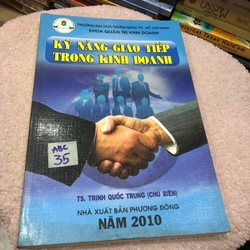 TRƯỜNG ĐẠI HỌC NGÂN HÀNG TP. HỒ CHÍ MINH
KHOA QUẢN TRỊ KINH DOANH
KỸ NĂNG GIAO TIẾP
TRONG KINH DOANH
ABC
35
TS. TRỊNH QUỐC TRUNG (CHỦ BIÊN)
NHÀ XUẤT BẢN PHƯƠNG ĐÔNG
NĂM 2010